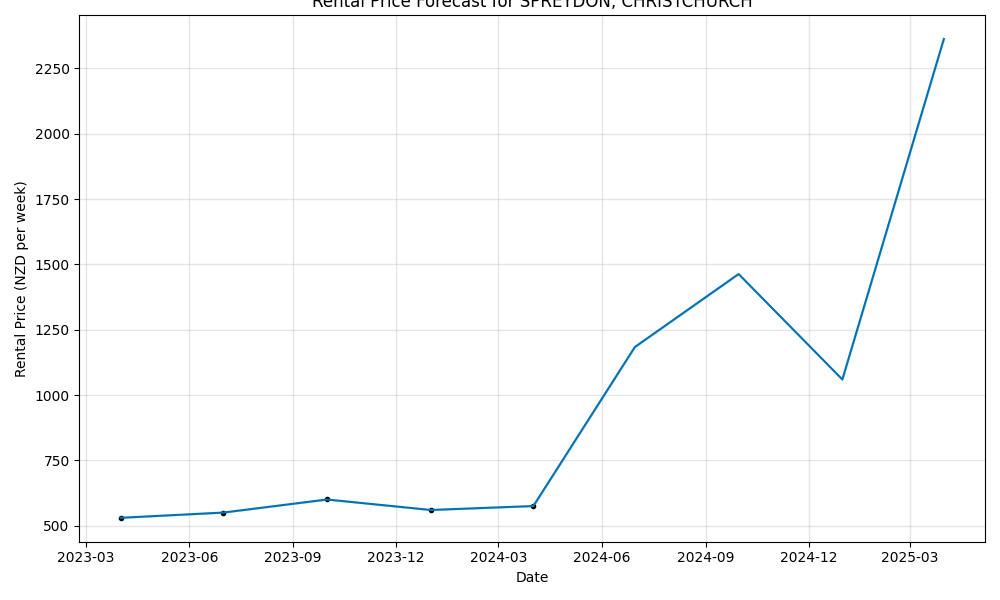 Rental Price Forecast for SPREYDON, CHRISTCHURCH
2250
2000
1750
1500
1250
1000
750
500
Rental Price (NZD per week)
2023-03 2023-06 2023-09 2023-12 2024-03 2024-06 2024-09 2024-12 2025-03
Date